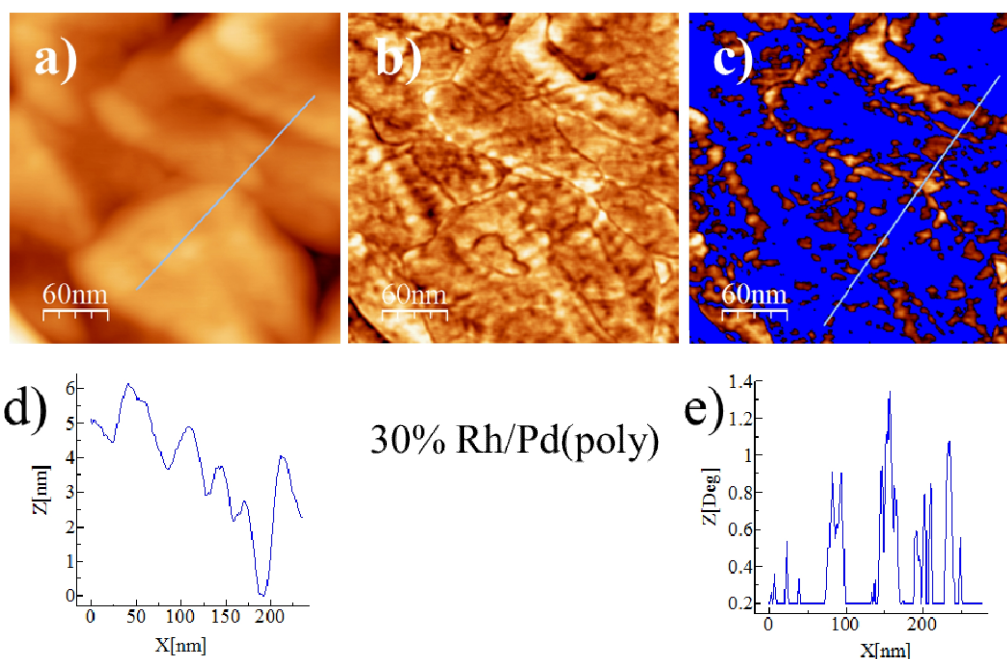 a)
60nm
b)
60nm
c)
60nm
d)
Z[nm]
6
5
4
3
2
1
0
0 50 100 150 200
X[nm]
30% Rh/Pd(poly)
e)
Z[Deg]
1.4
1.2
1
0.8
0.6
0.4
0.2
0 100 200
X[nm]